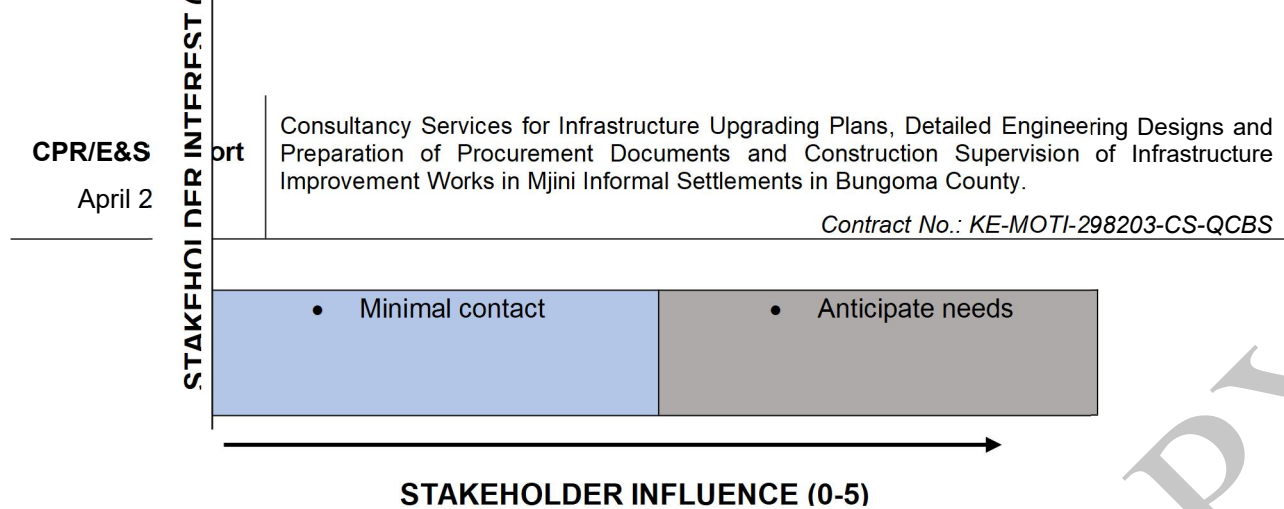 STAKEHOLDER INTEREST (
CPR/E&S
ort
April 2
Consultancy Services for Infrastructure Upgrading Plans, Detailed Engineering Designs and
Preparation of Procurement Documents and Construction Supervision of Infrastructure
Improvement Works in Mjini Informal Settlements in Bungoma County.
Contract No.: KE-MOTI-298203-CS-QCBS
• Minimal contact
• Anticipate needs
STAKEHOLDER INFLUENCE (0-5)